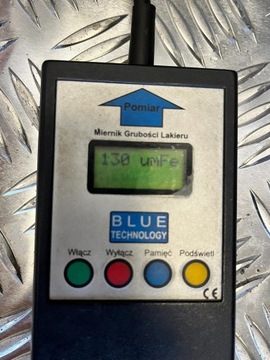 Pomiar
Miernik Grubości Lakieru
130 umFe
BLUE
TECHNOLOGY
Włącz Wyłącz Pamięć Podświetl
CE